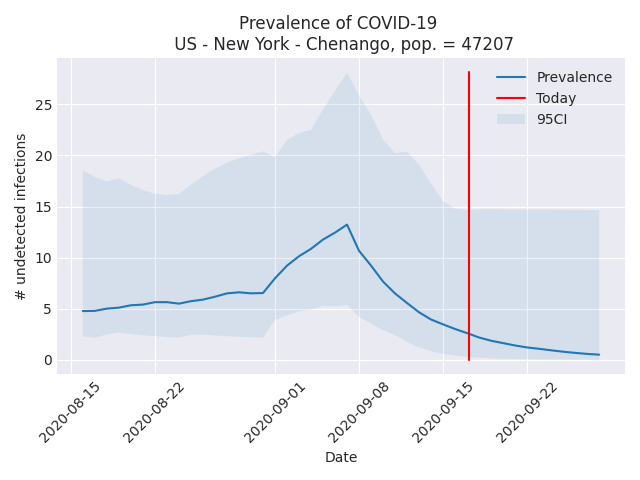 Prevalence of COVID-19
US - New York - Chenango, pop. = 47207
Prevalence
Today
95CI
# undetected infections
25
20
15
10
5
0
2020-08-15
2020-08-22
2020-09-01
2020-09-08
2020-09-15
2020-09-22
Date